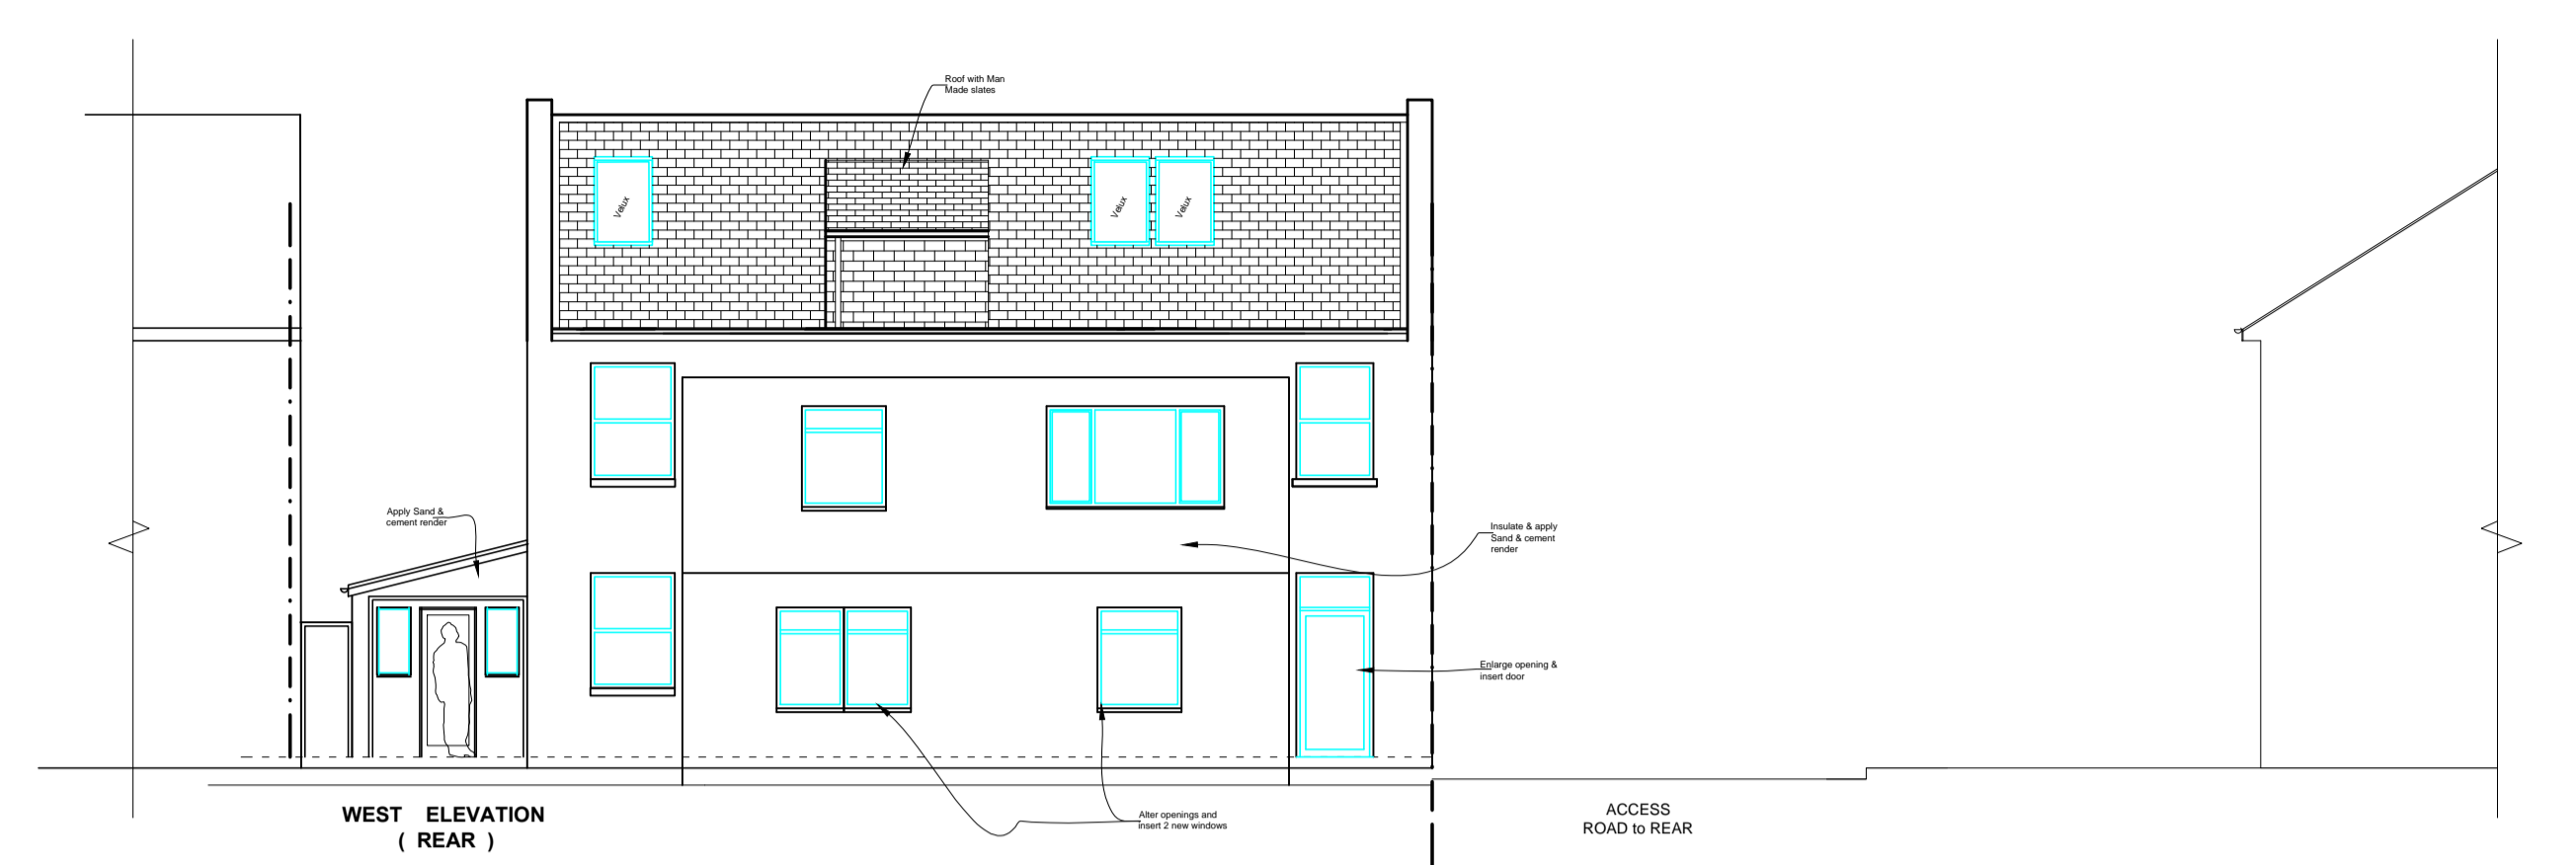 Roof with Man
Made slates
Velux
Velux
Velux
Apply Sand &
cement render
Insulate & apply
Sand & cement
render
Enlarge opening &
insert door
Alter openings and
insert 2 new windows
WEST ELEVATION
( REAR )
ACCESS
ROAD to REAR